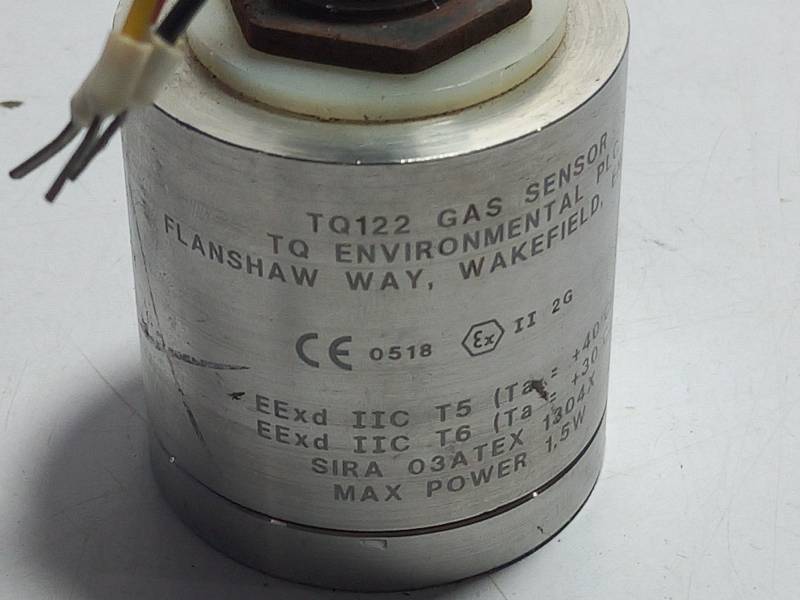 TQ122 GAS SENSOR
TQ ENVIRONMENTAL PLC
FLANSHAW WAY, WAKEFIELD,
CE 0518 Ex II 2G
EExd IIC T5 (Ta = +40
EExd IIC T6 (Ta = +30
SIRA 03ATEX 1304X
MAX POWER 1.5W